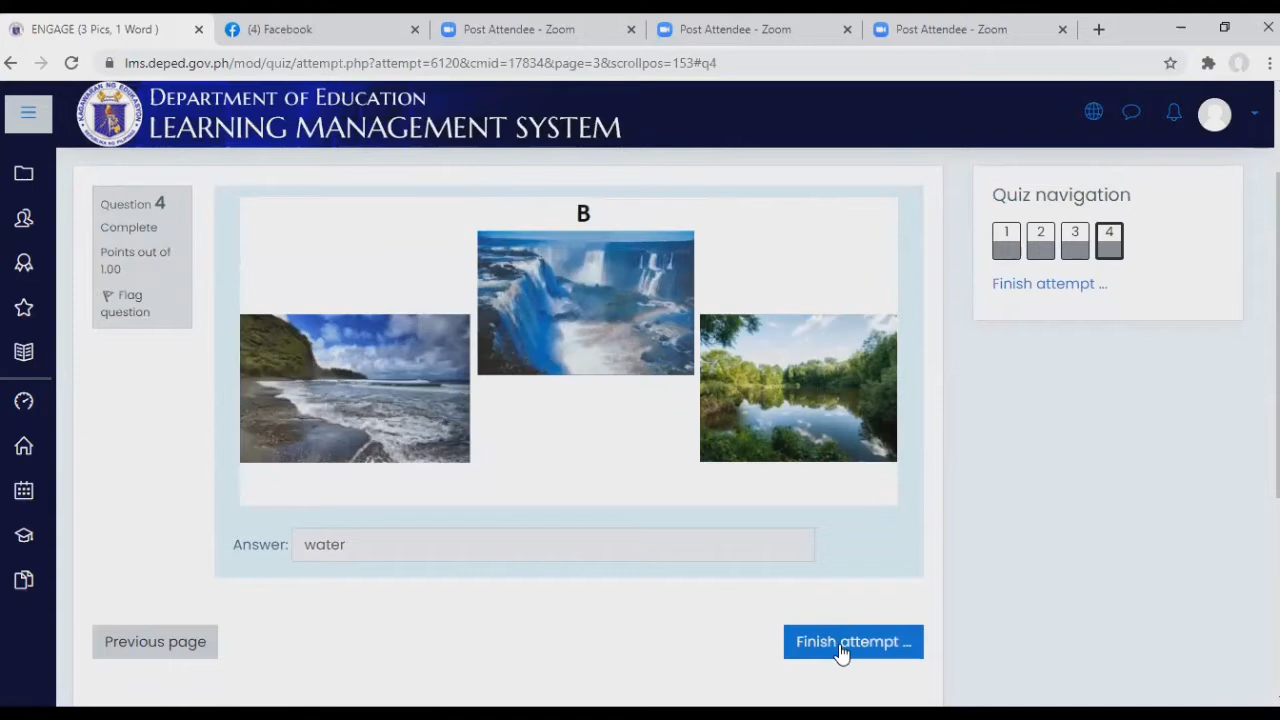 ENGAGE (3 Pics, 1 Word )
(4) Facebook
Post Attendee - Zoom
Post Attendee - Zoom
Post Attendee - Zoom
lms.deped.gov.ph/mod/quiz/attempt.php?attempt=6120&cmid=17834&page=3&scrollpos=153#q4
DEPARTMENT OF EDUCATION
LEARNING MANAGEMENT SYSTEM
Question 4
Complete
Points out of
1.00
Flag
question
B
Answer: water
Previous page
Finish attempt ...
Quiz navigation
1 2 3 4
Finish attempt ...